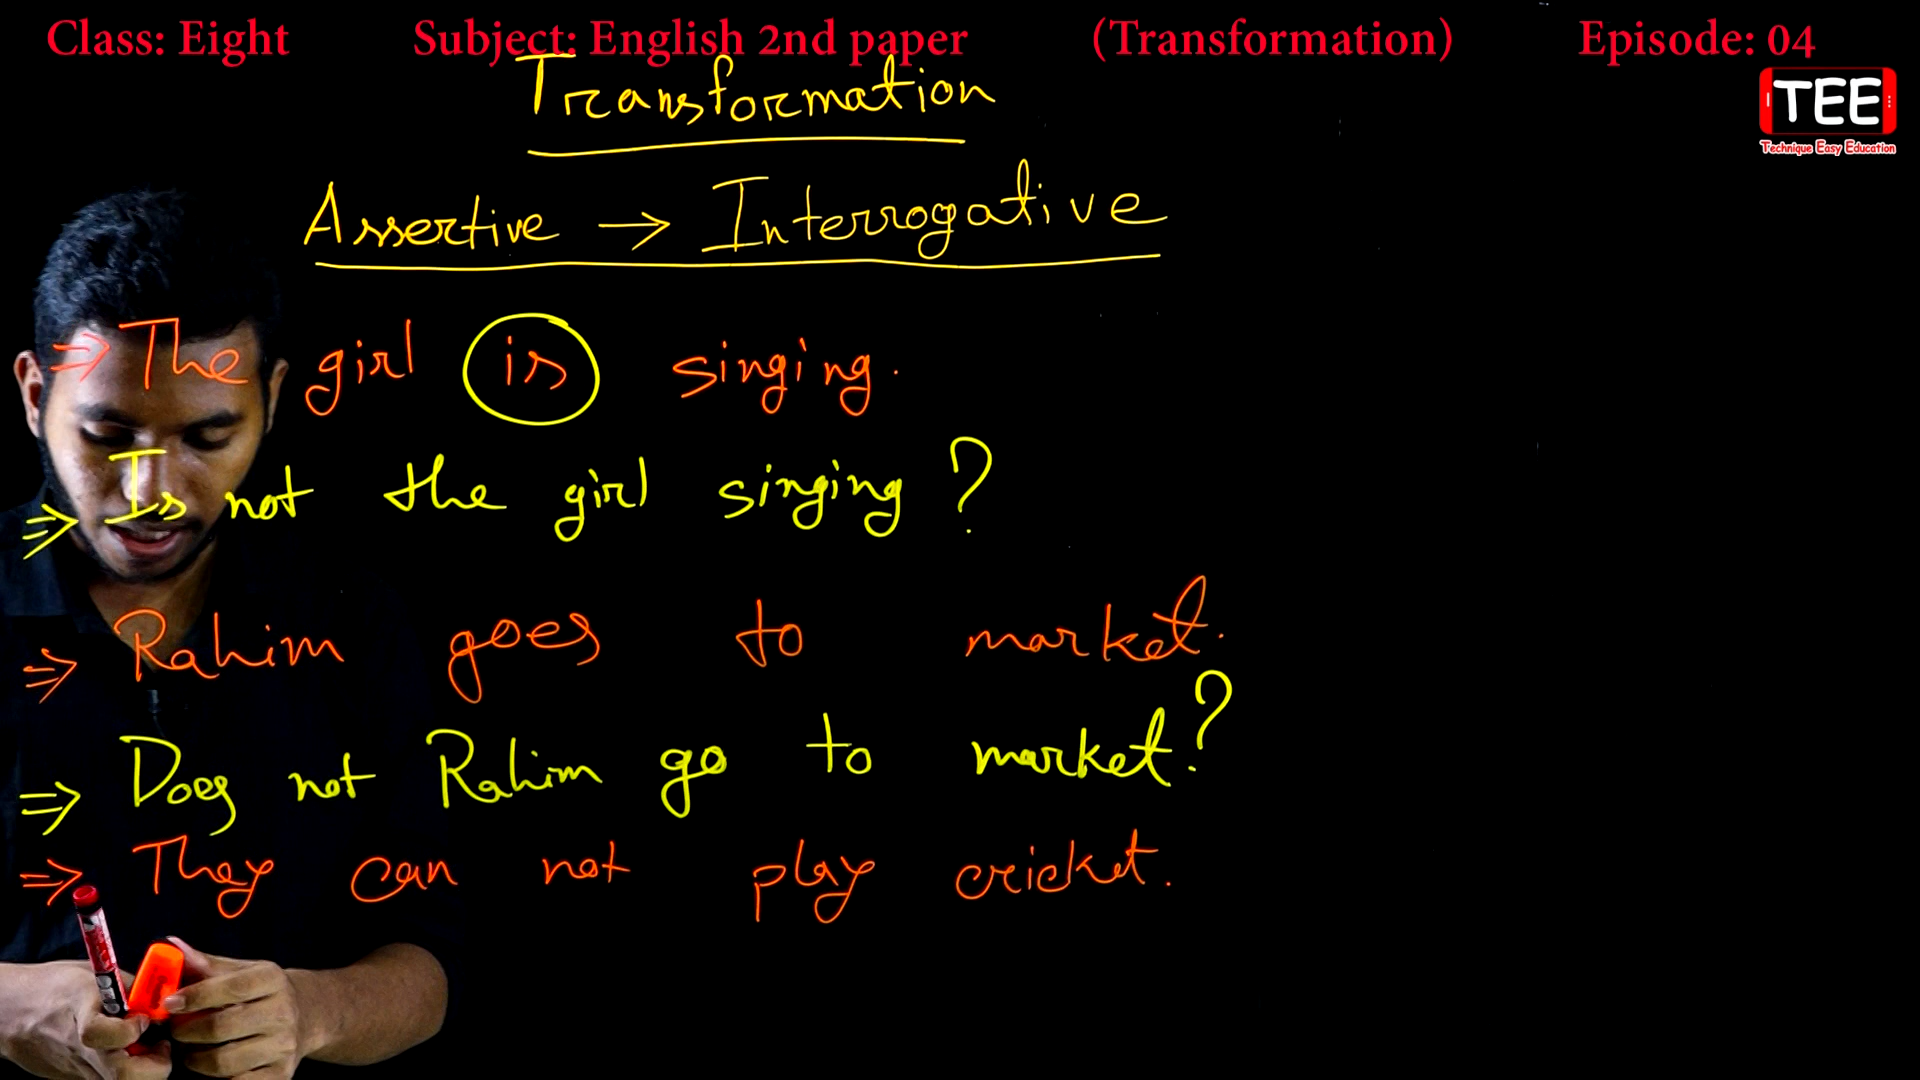 Class: Eight Subject: English 2nd paper (Transformation) Episode: 04
TEE
Technique Easy Education
Transformation
Assertive → Interrogative
⇒ The girl is singing.
⇒ Is not the girl singing?
⇒ Rahim goes to market.
⇒ Does not Rahim go to market?
⇒ They can not play cricket.